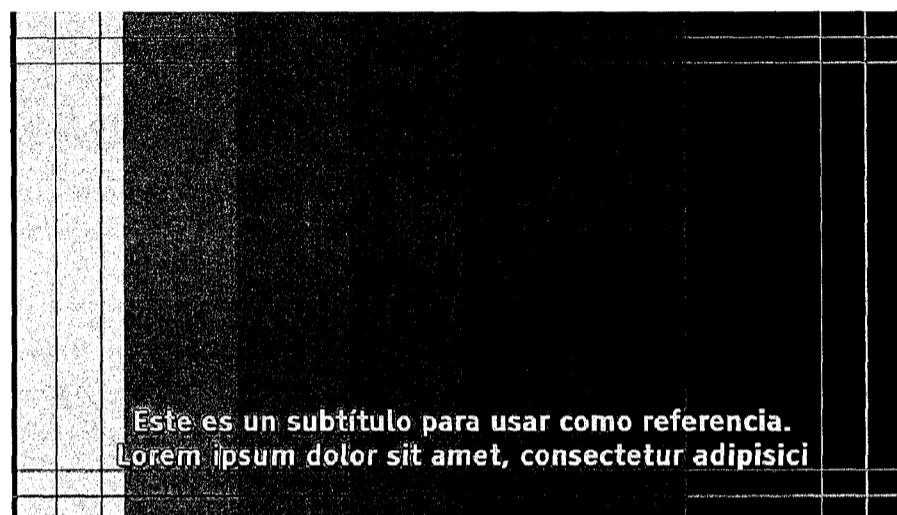 Este es un subtítulo para usar como referencia.
Lorem ipsum dolor sit amet, consectetur adipisici